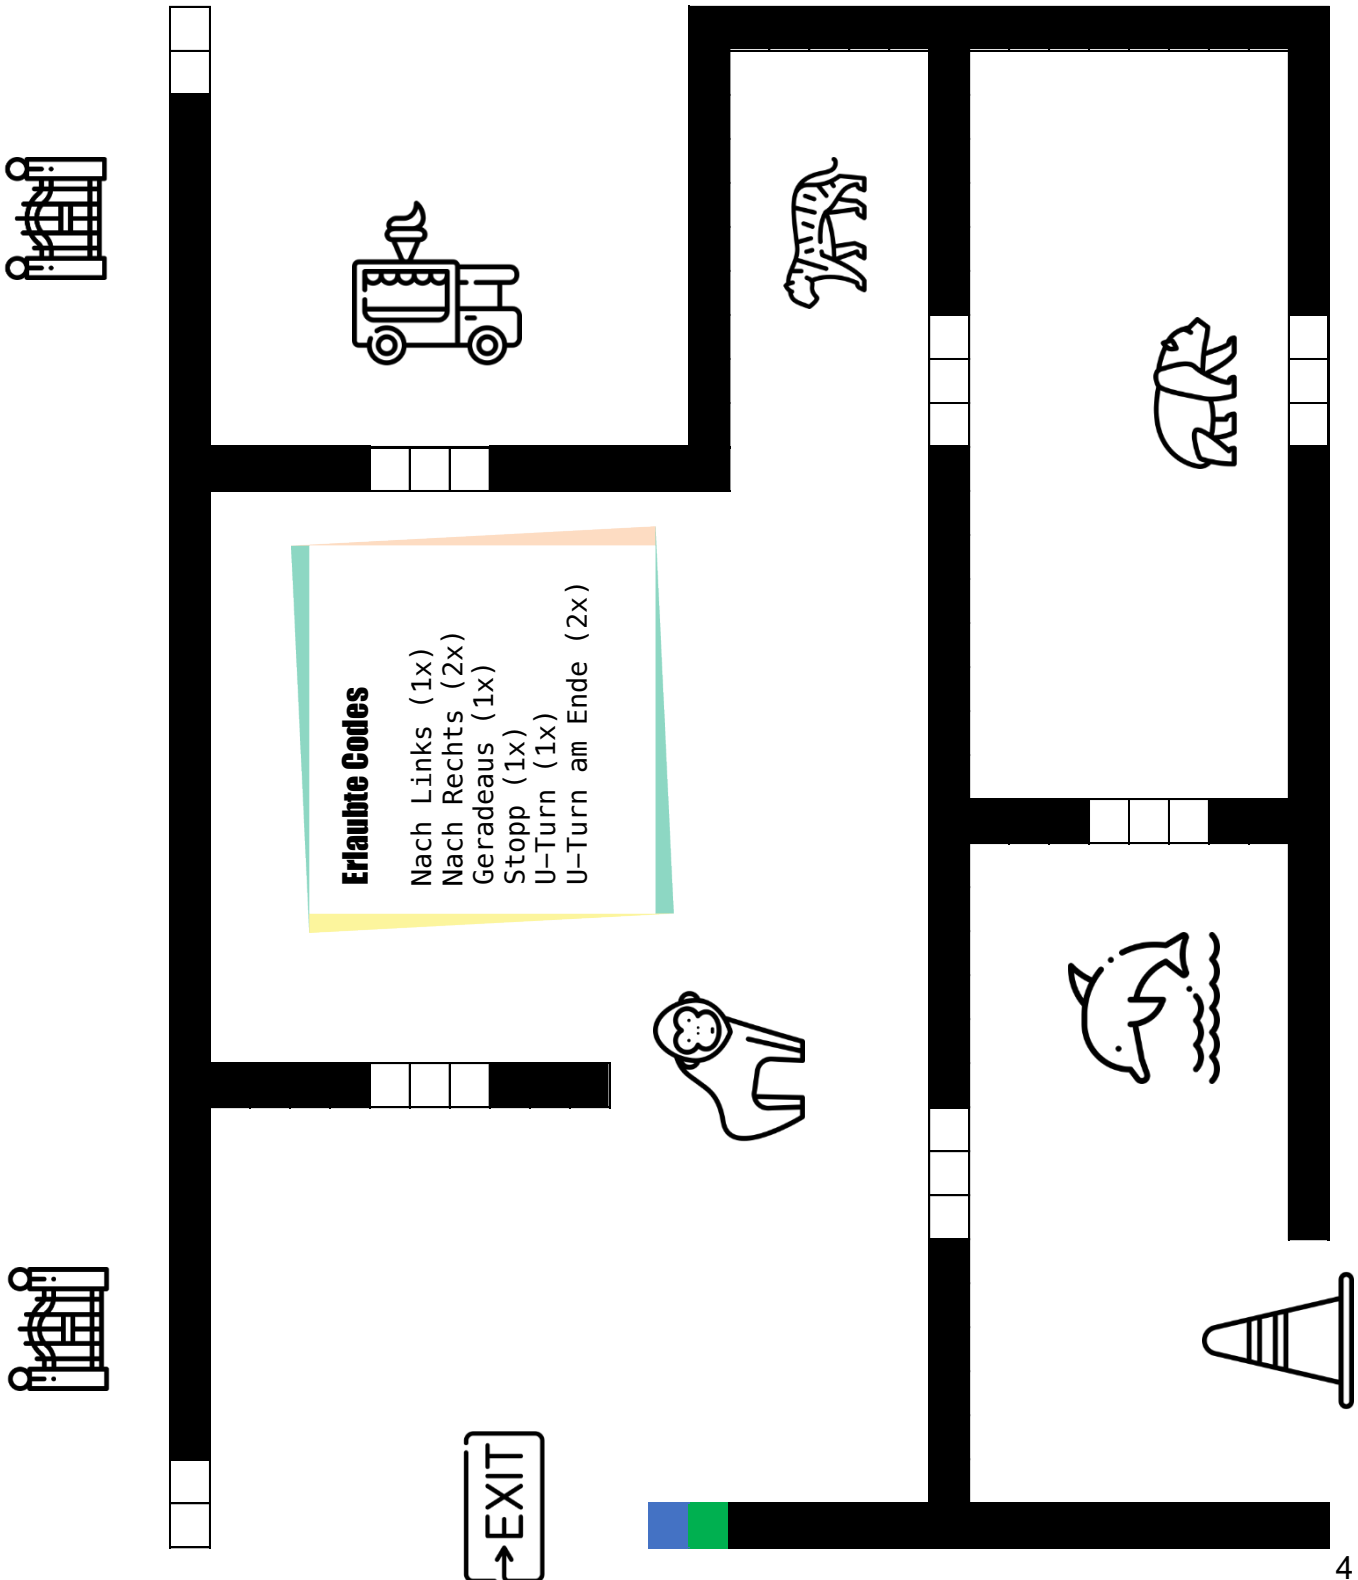 Erlaubte Codes
Nach Links (1x)
Nach Rechts (2x)
Geradeaus (1x)
Stopp (1x)
U-Turn (1x)
U-Turn am Ende (2x)
←EXIT
4